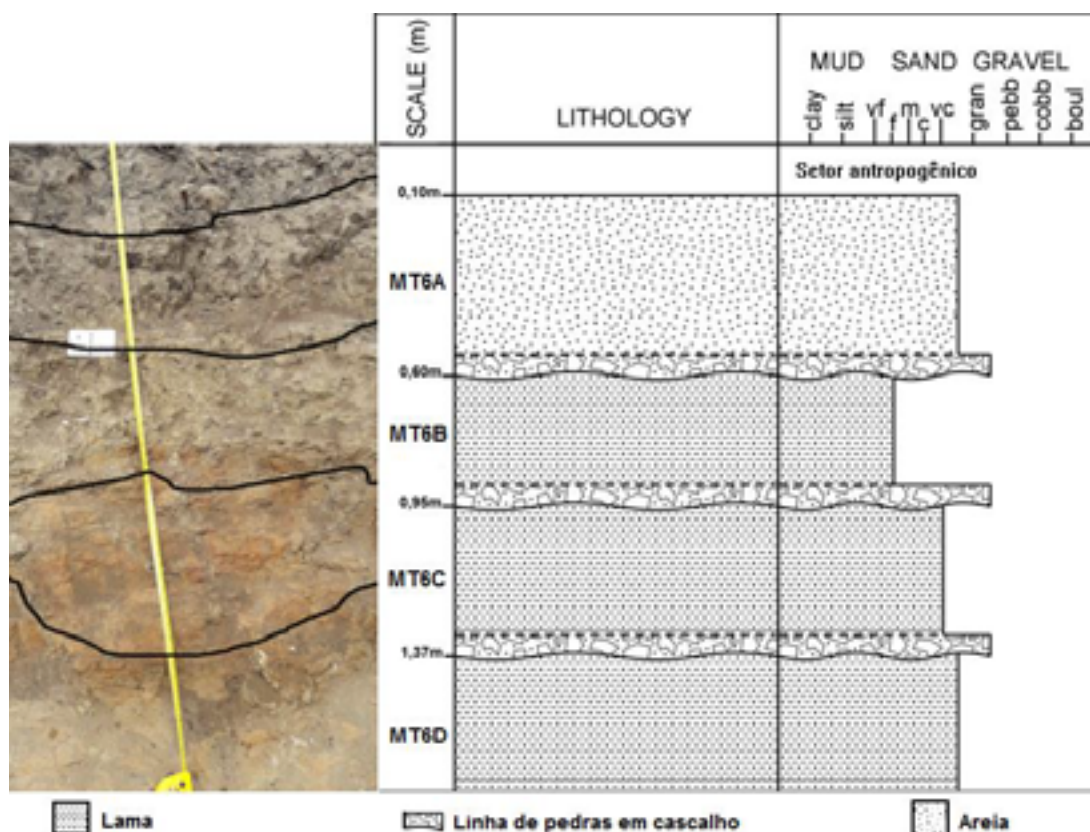 SCALE (m)
LITHOLOGY
MUD SAND GRAVEL
clay silt vf f m c vc gran pebb cobb boul
Setor antropogênico
0,10m
MT6A
0,60m
MT6B
0,95m
MT6C
1,37m
MT6D
Lama
Linha de pedras em cascalho
Areia